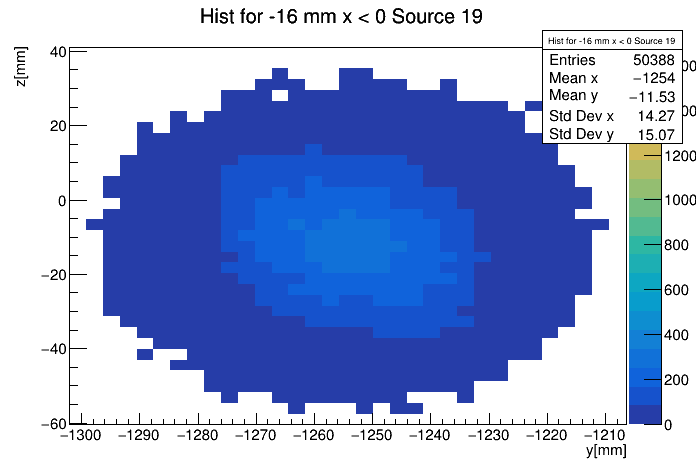 Hist for -16 mm x < 0 Source 19
z[mm]
Hist for -16 mm x < 0 Source 19
Entries 50388
Mean x −1254
Mean y −11.53
Std Dev x 14.27
Std Dev y 15.07
40
20
0
−20
−40
−60
1200
1000
800
600
400
200
0
−1300 −1290 −1280 −1270 −1260 −1250 −1240 −1230 −1220 −1210
y[mm]